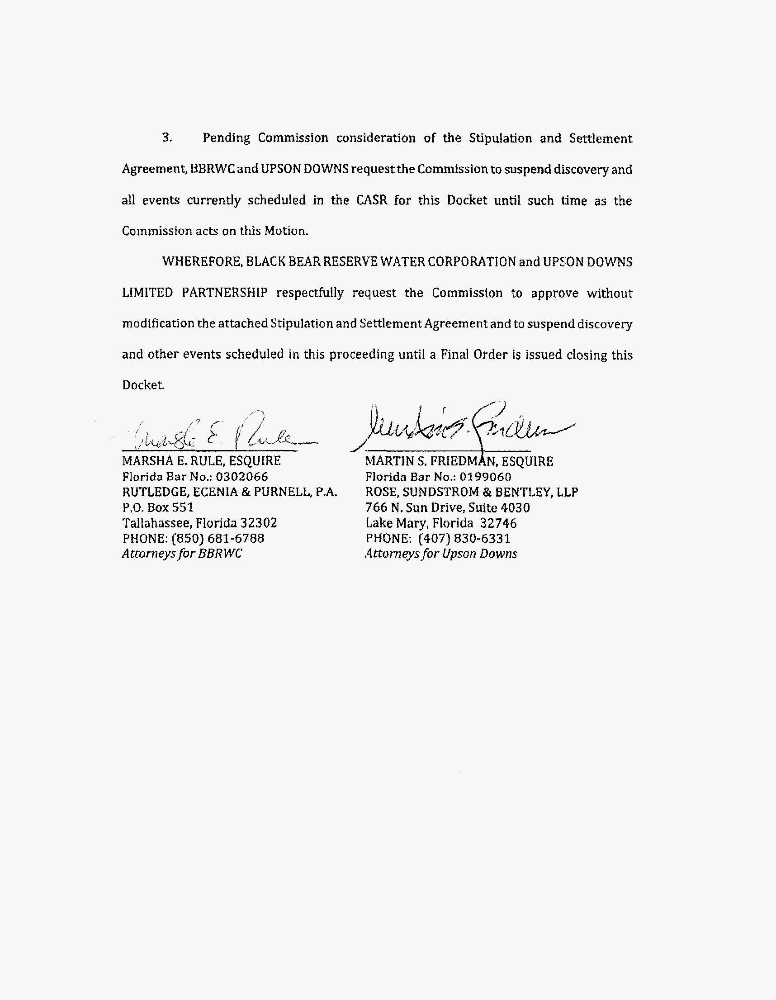 3. Pending Commission consideration of the Stipulation and Settlement
Agreement, BBRWC and UPSON DOWNS request the Commission to suspend discovery and
all events currently scheduled in the CASR for this Docket until such time as the
Commission acts on this Motion.
WHEREFORE, BLACK BEAR RESERVE WATER CORPORATION and UPSON DOWNS
LIMITED PARTNERSHIP respectfully request the Commission to approve without
modification the attached Stipulation and Settlement Agreement and to suspend discovery
and other events scheduled in this proceeding until a Final Order is issued closing this
Docket.
Marsha E. Rule
MARSHA E. RULE, ESQUIRE
Florida Bar No.: 0302066
RUTLEDGE, ECENIA & PURNELL, P.A.
P.O. Box 551
Tallahassee, Florida 32302
PHONE: (850) 681-6788
Attorneys for BBRWC
Martin S. Friedman
MARTIN S. FRIEDMAN, ESQUIRE
Florida Bar No.: 0199060
ROSE, SUNDSTROM & BENTLEY, LLP
766 N. Sun Drive, Suite 4030
Lake Mary, Florida 32746
PHONE: (407) 830-6331
Attorneys for Upson Downs